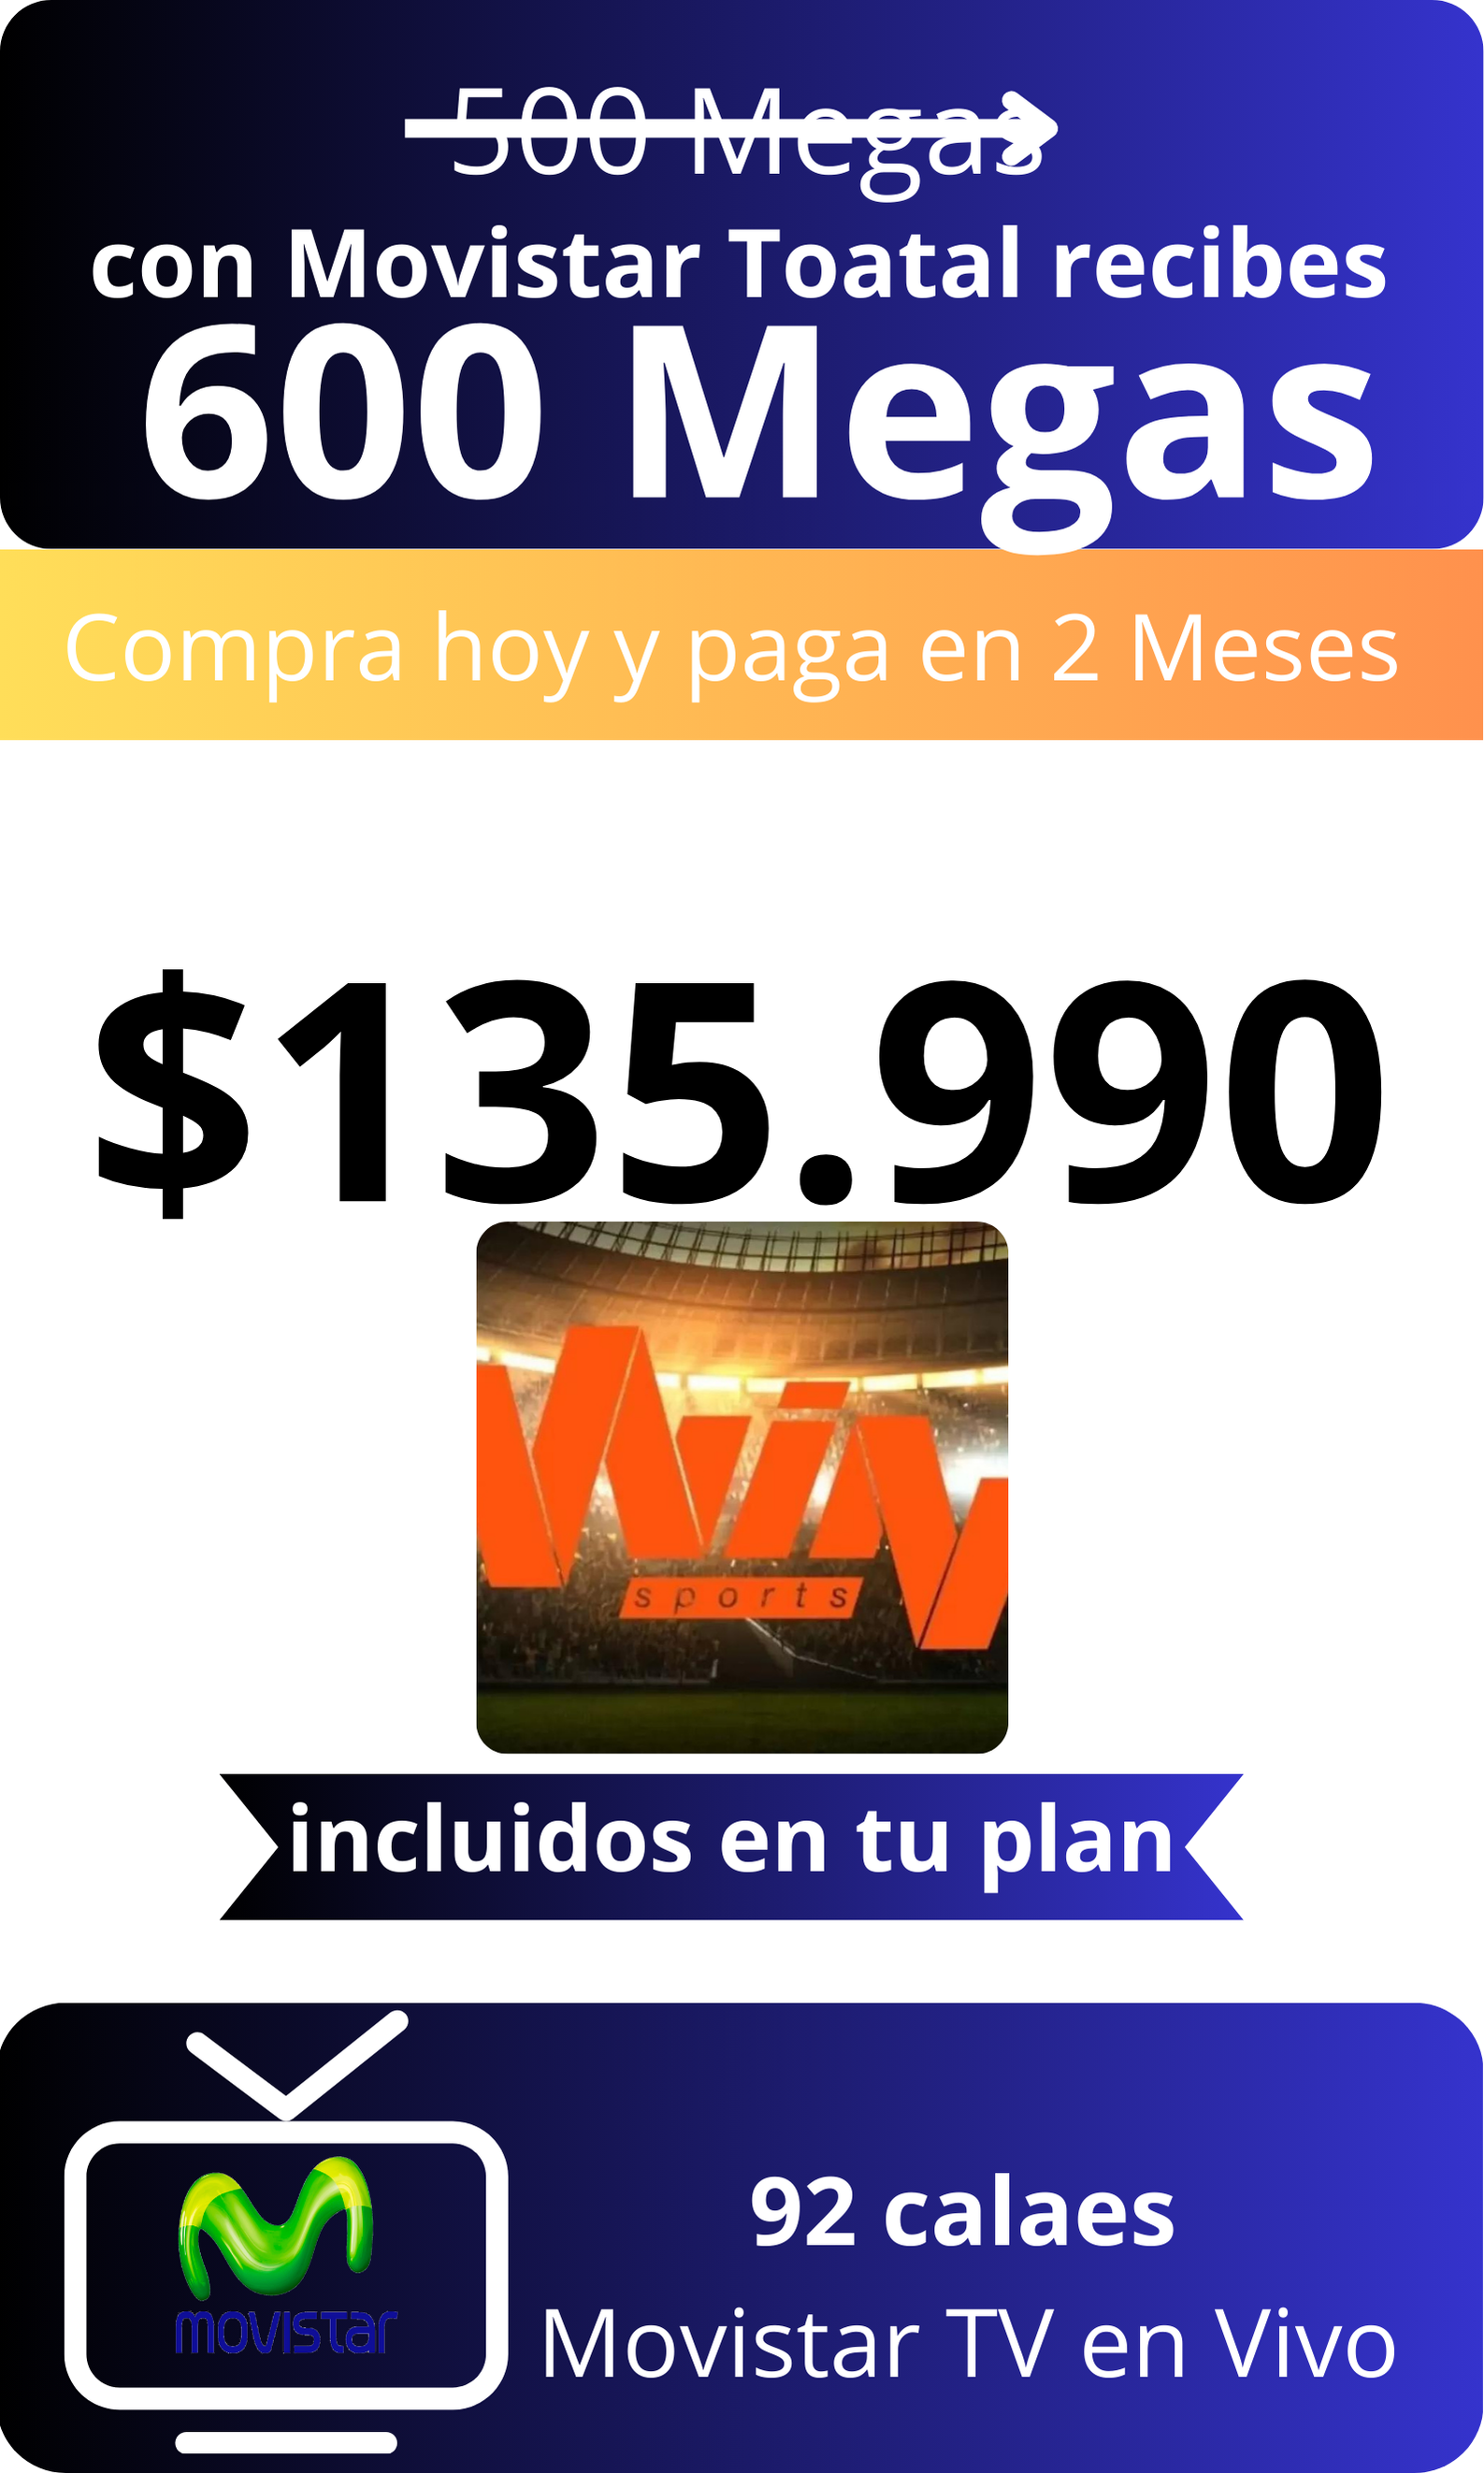 500 Megas
con Movistar Toatal recibes
600 Megas
Compra hoy y paga en 2 Meses
$135.990
Win
sports
incluidos en tu plan
movistar
92 calaes
Movistar TV en Vivo